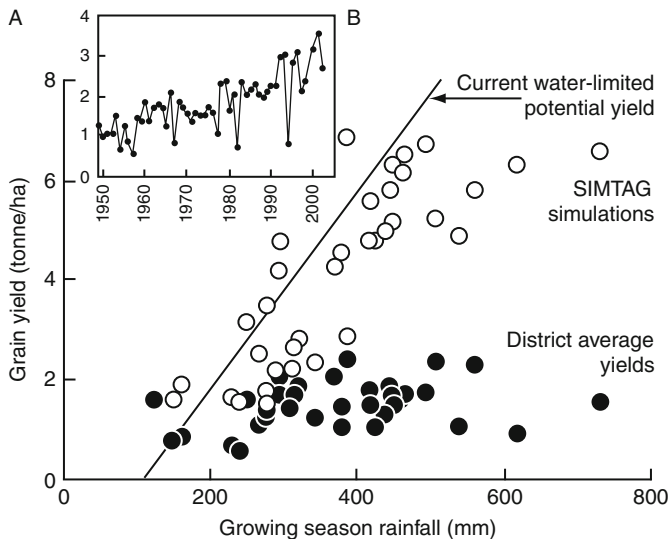 A
B
4
3
2
1
0
1950
1960
1970
1980
1990
2000
8
6
4
2
0
Grain yield (tonne/ha)
Current water-limited
potential yield
SIMTAG
simulations
District average
yields
0
200
400
600
800
Growing season rainfall (mm)